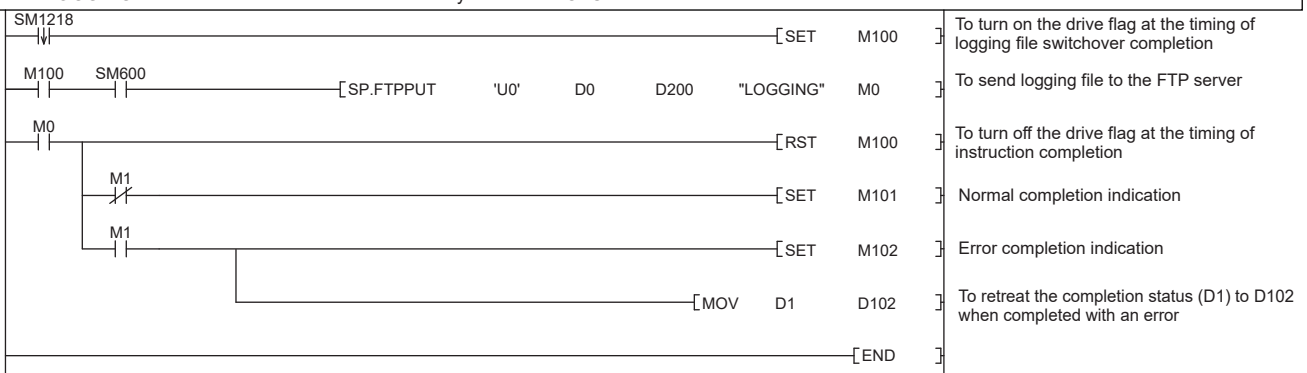 SM1218
[SET M100 ]
To turn on the drive flag at the timing of
logging file switchover completion
M100 SM600
[SP.FTPPUT 'U0' D0 D200 "LOGGING" M0 ]
To send logging file to the FTP server
M0
[RST M100 ]
To turn off the drive flag at the timing of
instruction completion
M1
[SET M101 ]
Normal completion indication
M1
[SET M102 ]
Error completion indication
[MOV D1 D102 ]
To retreat the completion status (D1) to D102
when completed with an error
[END ]